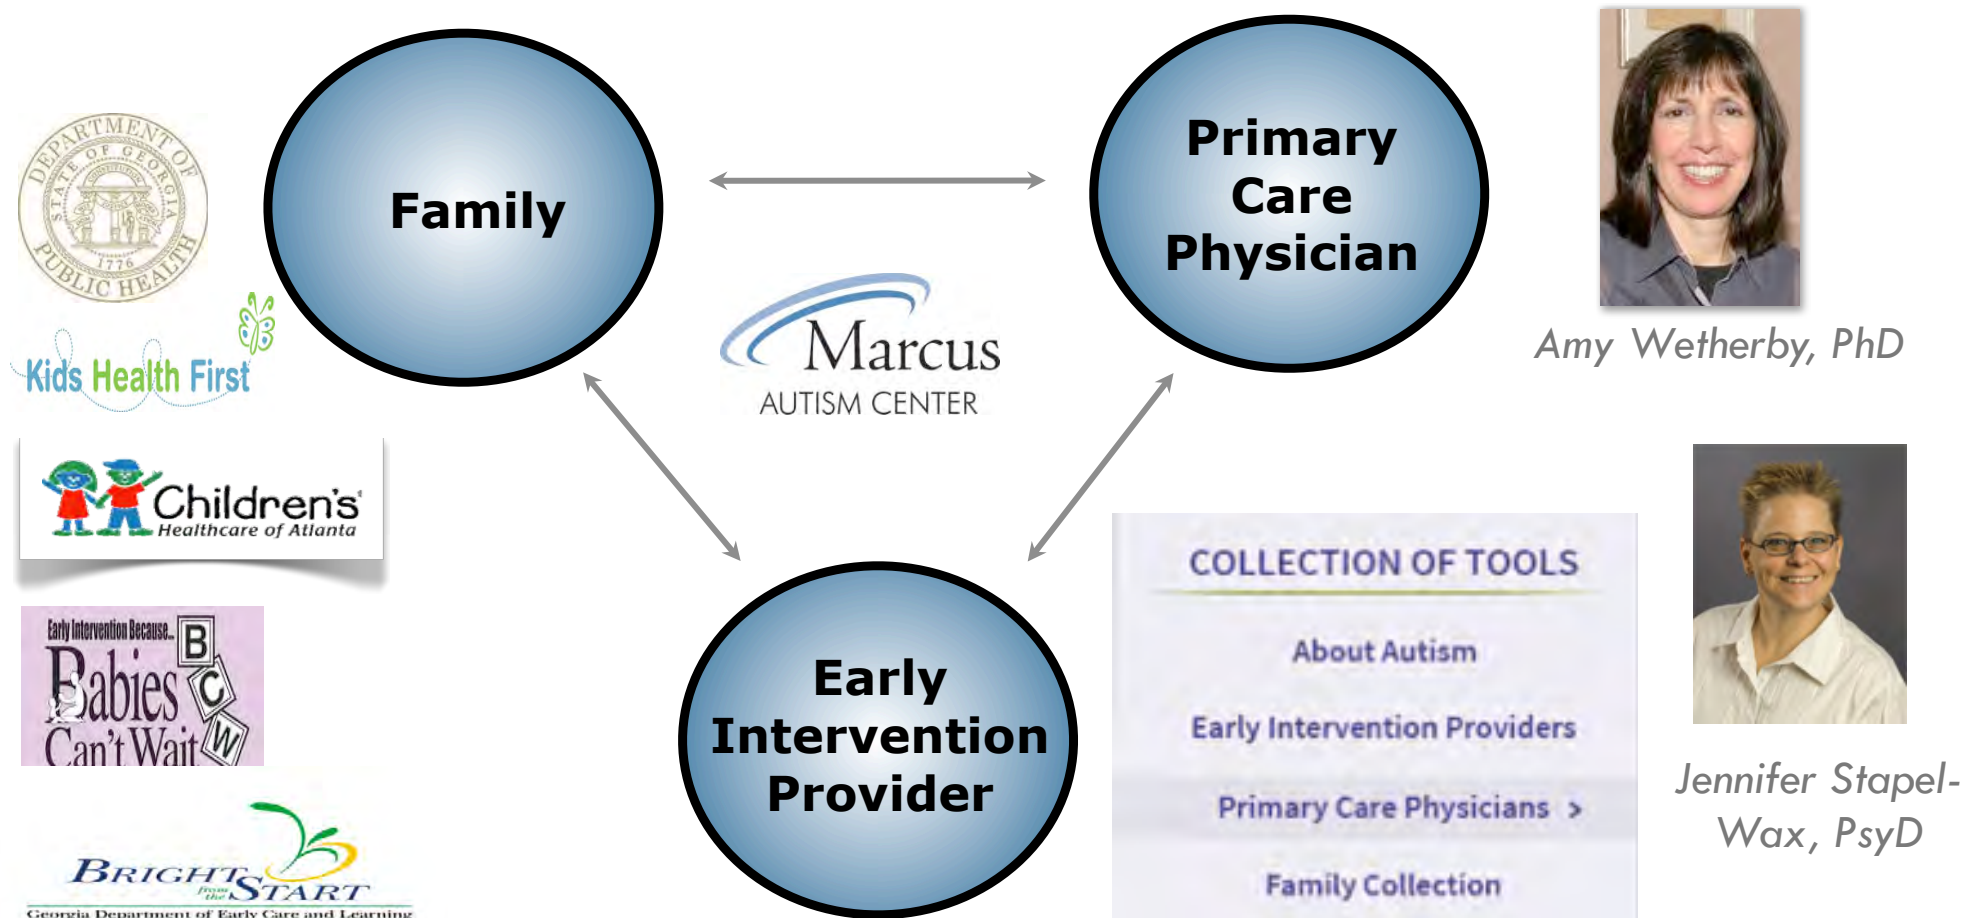 Family
Primary
Care
Physician
DEPARTMENT OF
PUBLIC HEALTH
STATE OF GEORGIA
CONSTITUTION
1776
Kids Health First
Marcus
AUTISM CENTER
Amy Wetherby, PhD
Children's
Healthcare of Atlanta
Early Intervention Because...
Babies
Can't Wait
B
C
W
BRIGHT
from
the START
Georgia Department of Early Care and Learning
Early
Intervention
Provider
COLLECTION OF TOOLS
About Autism
Early Intervention Providers
Primary Care Physicians >
Family Collection
Jennifer Stapel-
Wax, PsyD